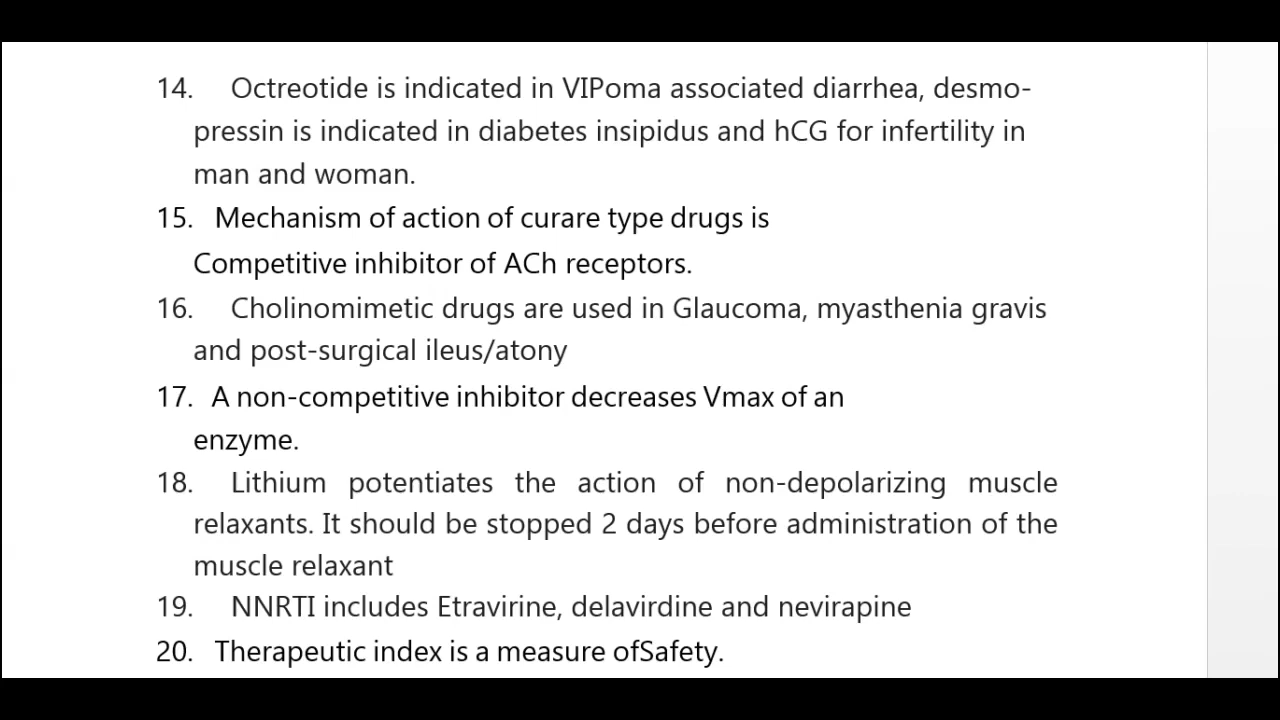 14. Octreotide is indicated in VIPoma associated diarrhea, desmo-
pressin is indicated in diabetes insipidus and hCG for infertility in
man and woman.
15. Mechanism of action of curare type drugs is
Competitive inhibitor of ACh receptors.
16. Cholinomimetic drugs are used in Glaucoma, myasthenia gravis
and post-surgical ileus/atony
17. A non-competitive inhibitor decreases Vmax of an
enzyme.
18. Lithium potentiates the action of non-depolarizing muscle
relaxants. It should be stopped 2 days before administration of the
muscle relaxant
19. NNRTI includes Etravirine, delavirdine and nevirapine
20. Therapeutic index is a measure ofSafety.